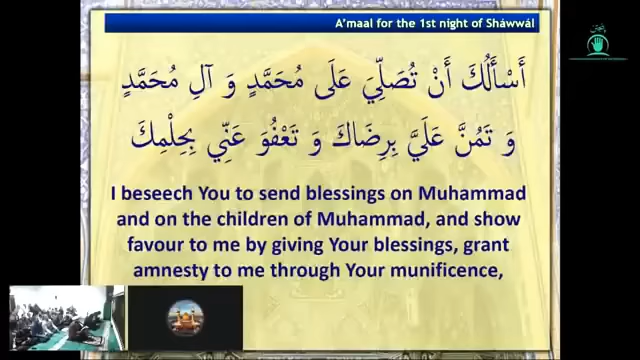 A'maal for the 1st night of Shàwwàl
أَسْأَلُكَ أَنْ تُصَلِّيَ عَلَى مُحَمَّدٍ وَ آلِ مُحَمَّدٍ
وَ تَمُنَّ عَلَيَّ بِرِضَاكَ وَ تَعْفُوَ عَنِّي بِحِلْمِكَ
I beseech You to send blessings on Muhammad
and on the children of Muhammad, and show
favour to me by giving Your blessings, grant
amnesty to me through Your munificence,